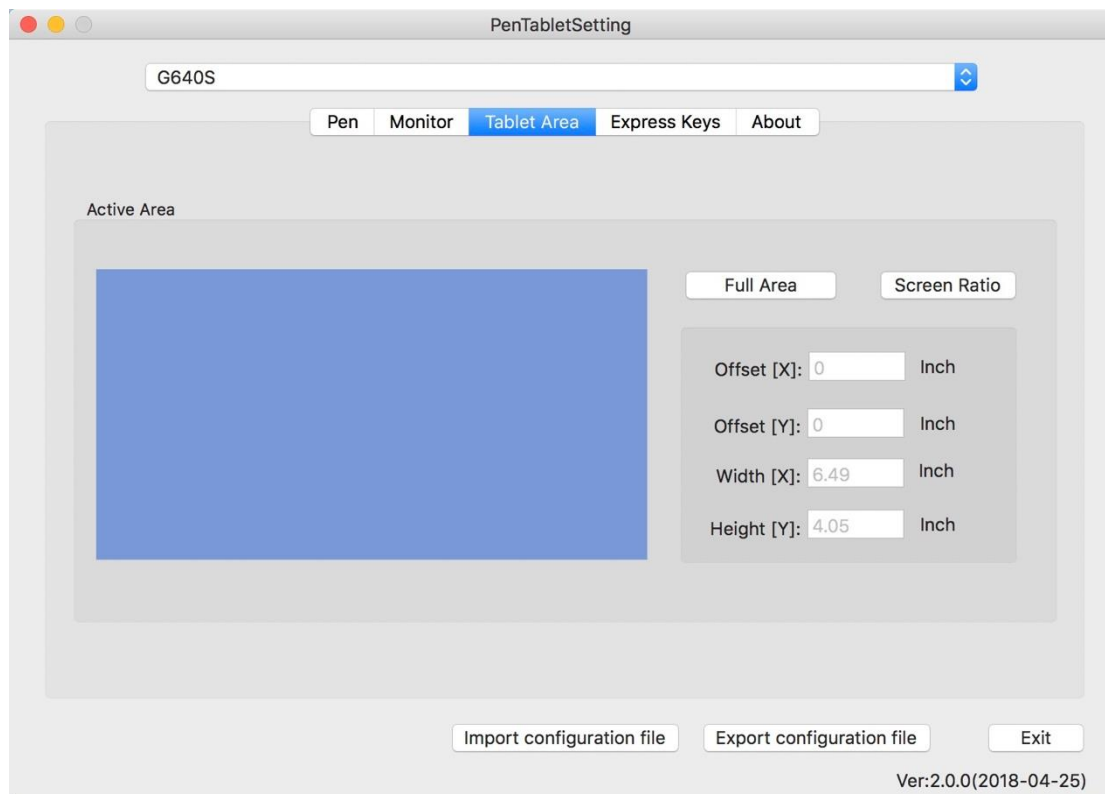 PenTabletSetting
G640S
Pen Monitor Tablet Area Express Keys About
Active Area
Full Area Screen Ratio
Offset [X]: 0 Inch
Offset [Y]: 0 Inch
Width [X]: 6.49 Inch
Height [Y]: 4.05 Inch
Import configuration file Export configuration file Exit
Ver:2.0.0(2018-04-25)